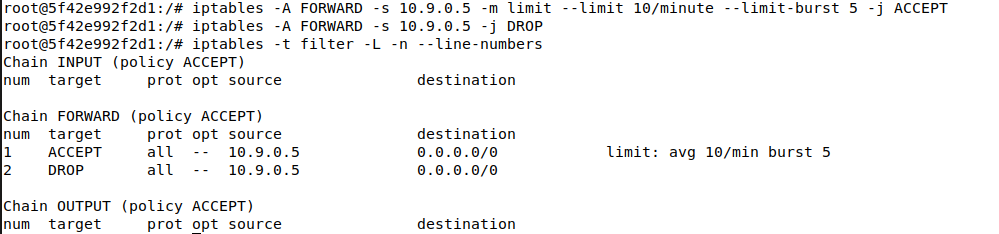 root@5f42e992f2d1:/# iptables -A FORWARD -s 10.9.0.5 -m limit --limit 10/minute --limit-burst 5 -j ACCEPT
root@5f42e992f2d1:/# iptables -A FORWARD -s 10.9.0.5 -j DROP
root@5f42e992f2d1:/# iptables -t filter -L -n --line-numbers
Chain INPUT (policy ACCEPT)
num  target     prot opt source               destination

Chain FORWARD (policy ACCEPT)
num  target     prot opt source               destination
1    ACCEPT     all  --  10.9.0.5             0.0.0.0/0            limit: avg 10/min burst 5
2    DROP       all  --  10.9.0.5             0.0.0.0/0

Chain OUTPUT (policy ACCEPT)
num  target     prot opt source               destination